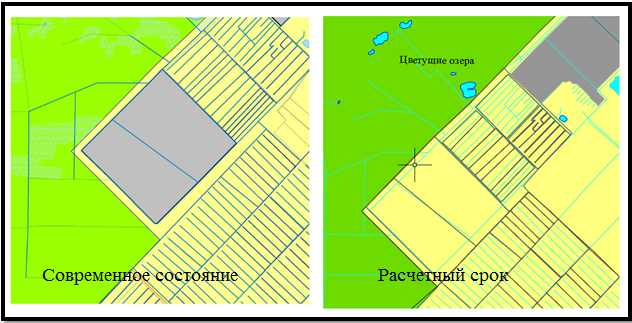 Цветущие озера
Современное состояние
Расчетный срок